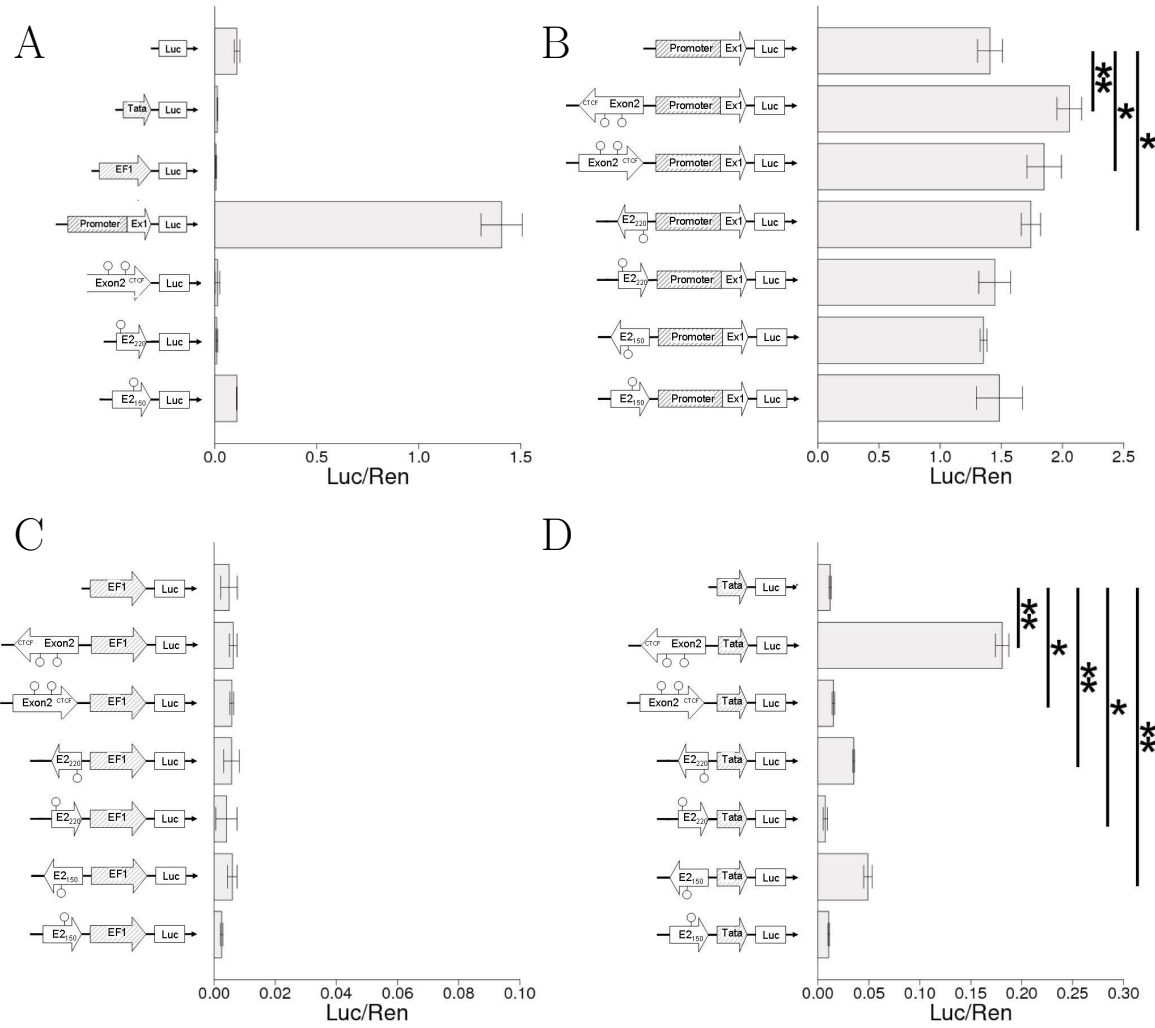 A
Luc
Tata Luc
EF1 Luc
Promoter Ex1 Luc
Exon2 CTCF Luc
E2220 Luc
E2150 Luc
0.0 0.5 1.0 1.5
Luc/Ren
B
Promoter Ex1 Luc
CTCF Exon2 Promoter Ex1 Luc
Exon2 CTCF Promoter Ex1 Luc
E2220 Promoter Ex1 Luc
E2220 Promoter Ex1 Luc
E2150 Promoter Ex1 Luc
E2150 Promoter Ex1 Luc
**
*
*
0.0 0.5 1.0 1.5 2.0 2.5
Luc/Ren
C
EF1 Luc
CTCF Exon2 EF1 Luc
Exon2 CTCF EF1 Luc
E2220 EF1 Luc
E2220 EF1 Luc
E2150 EF1 Luc
E2150 EF1 Luc
0.00 0.02 0.04 0.06 0.08 0.10
Luc/Ren
D
Tata Luc
CTCF Exon2 Tata Luc
Exon2 CTCF Tata Luc
E2220 Tata Luc
E2220 Tata Luc
E2150 Tata Luc
E2150 Tata Luc
**
*
**
*
**
0.00 0.05 0.10 0.15 0.20 0.25 0.30
Luc/Ren